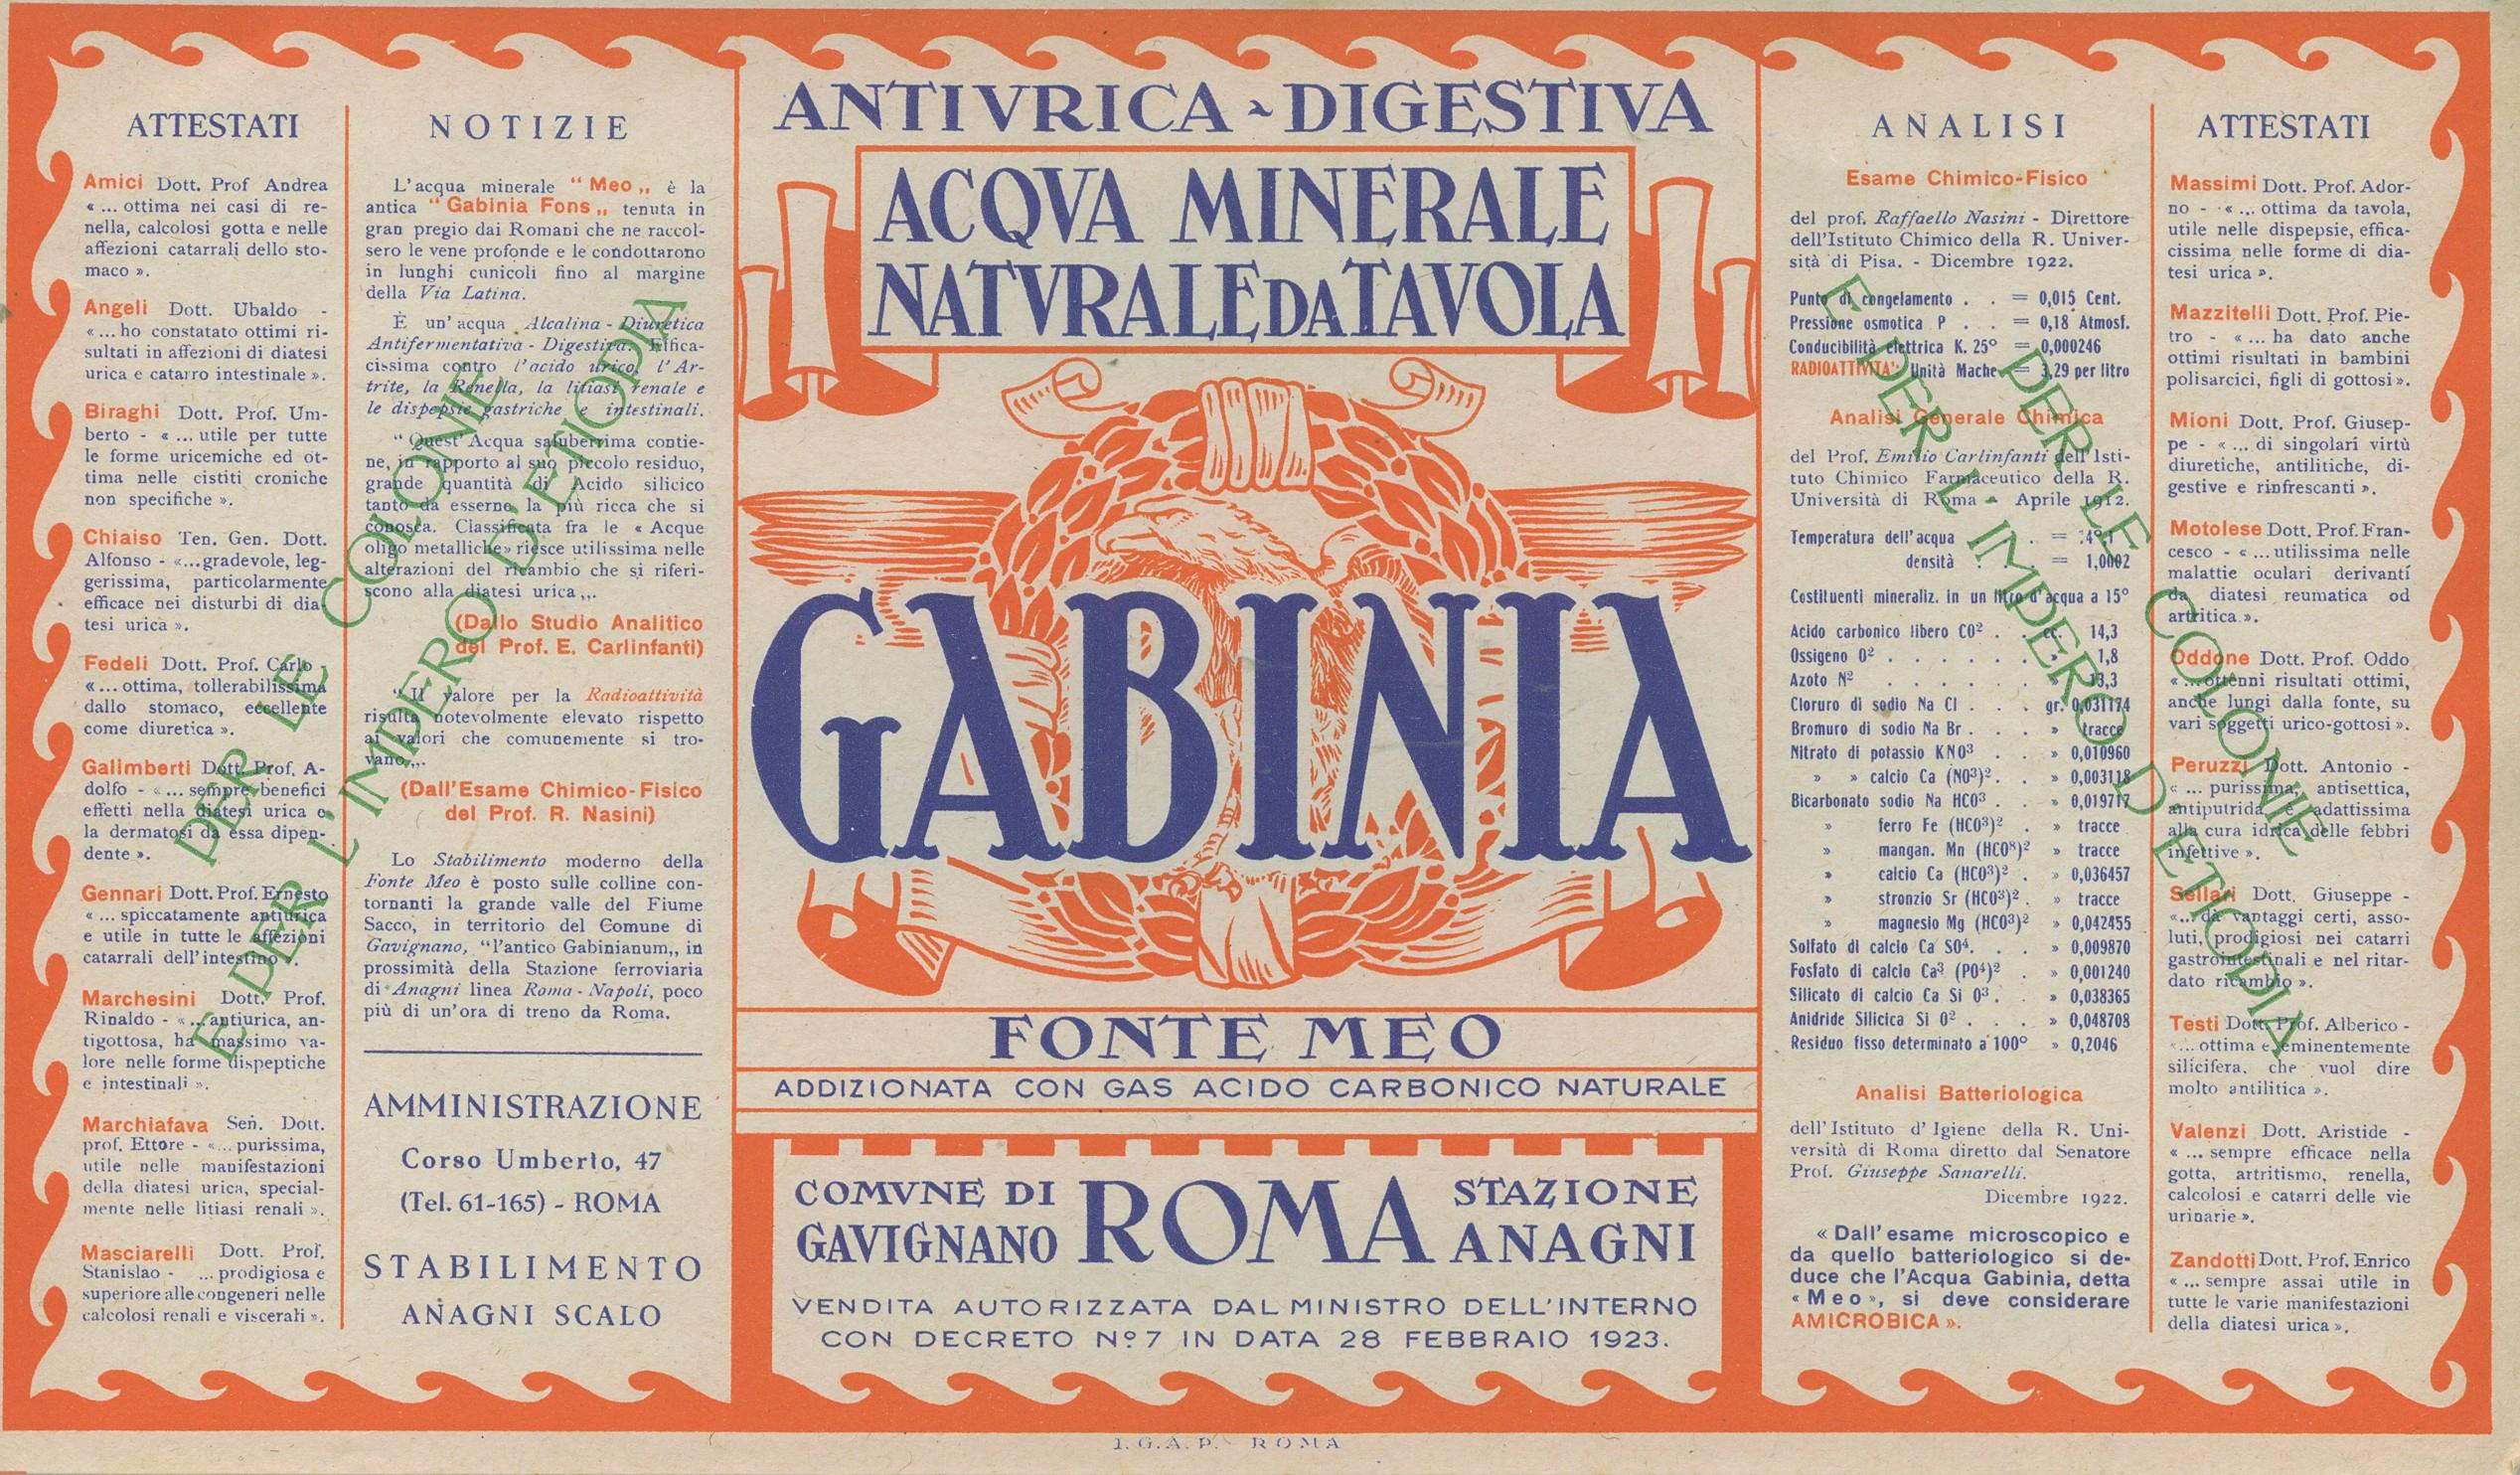 ATTESTATI
Amici Dott. Prof Andrea
« ... ottima nei casi di re-
nella, calcolosi gotta e nelle
affezioni catarrali dello sto-
maco ».
Angeli Dott. Ubaldo -
« ... ho constatato ottimi ri-
sultati in affezioni di diatesi
urica e catarro intestinale ».
Biraghi Dott. Prof. Um-
berto - « ... utile per tutte
le forme uricemiche ed ot-
tima nelle cistiti croniche
non specifiche ».
Chiaiso Ten. Gen. Dott.
Alfonso - «...gradevole, leg-
gerissima, particolarmente
efficace nei disturbi di dia-
tesi urica ».
Fedeli Dott. Prof. Carlo -
«... ottima, tollerabilissima
dallo stomaco, eccellente
come diuretica ».
Galimberti Dott. Prof. A-
dolfo - « ... sempre benefici
effetti nella diatesi urica e
la dermatosi da essa dipen-
dente ».
Gennari Dott. Prof. Ernesto
« ... spiccatamente antiurica
e utile in tutte le affezioni
catarrali dell'intestino ».
Marchesini Dott. Prof.
Rinaldo - « ... antiurica, an-
tigottosa, ha massimo va-
lore nelle forme dispeptiche
e intestinali ».
Marchiafava Sen. Dott.
prof. Ettore - «... purissima,
utile nelle manifestazioni
della diatesi urica, special-
mente nelle litiasi renali ».
Masciarelli Dott. Prof.
Stanislao - ... prodigiosa e
superiore alle congeneri nelle
calcolosi renali e viscerali ».
NOTIZIE
L'acqua minerale “ Meo „ è la
antica “ Gabinia Fons „ tenuta in
gran pregio dai Romani che ne raccol-
sero le vene profonde e le condottarono
in lunghi cunicoli fino al margine
della Via Latina.
È un'acqua Alcalina - Diuretica
Antifermentativa - Digestiva. Effica-
cissima contro l'acido urico, l'Ar-
trite, la Renella, la litiasi renale e
le dispepsie gastriche e intestinali.
“ Quest'Acqua saluberrima contie-
ne, in rapporto al suo piccolo residuo,
grande quantità di Acido silicico
tanto da esserne la più ricca che si
conosca. Classificata fra le « Acque
oligo metalliche» riesce utilissima nelle
alterazioni del ricambio che si riferi-
scono alla diatesi urica „.
(Dallo Studio Analitico
del Prof. E. Carlinfanti)
“ Il valore per la Radioattività
risulta notevolmente elevato rispetto
ai valori che comunemente si tro-
vano „.
(Dall'Esame Chimico-Fisico
del Prof. R. Nasini)
Lo Stabilimento moderno della
Fonte Meo è posto sulle colline con-
tornanti la grande valle del Fiume
Sacco, in territorio del Comune di
Gavignano, “l'antico Gabinianum„, in
prossimità della Stazione ferroviaria
di Anagni linea Roma - Napoli, poco
più di un'ora di treno da Roma.
AMMINISTRAZIONE
Corso Umberto, 47
(Tel. 61-165) - ROMA
STABILIMENTO
ANAGNI SCALO
PER LE COLONIE
E PER L'IMPERO D'ETIOPIA
ANTIVRICA - DIGESTIVA
ACQVA MINERALE
NATVRALE DA TAVOLA
GABINIA
FONTE MEO
ADDIZIONATA CON GAS ACIDO CARBONICO NATURALE
COMVNE DI GAVIGNANO
ROMA
STAZIONE ANAGNI
VENDITA AUTORIZZATA DAL MINISTRO DELL'INTERNO
CON DECRETO Nº 7 IN DATA 28 FEBBRAIO 1923.
I.G.A.P. ROMA
ANALISI
Esame Chimico-Fisico
del prof. Raffaello Nasini - Direttore
dell'Istituto Chimico della R. Univer-
sità di Pisa. - Dicembre 1922.
Punto di congelamento . . = 0,015 Cent.
Pressione osmotica P . . . = 0,18 Atmosf.
Conducibilità elettrica K. 25° = 0,000246
RADIOATTIVITA': Unità Mache = 3,29 per litro
Analisi Generale Chimica
del Prof. Emilio Carlinfanti dell'Isti-
tuto Chimico Farmaceutico della R.
Università di Roma - Aprile 1912.
Temperatura dell'acqua . . =
densità . . . = 1,0002
Costituenti mineraliz. in un litro d'acqua a 15°
Acido carbonico libero CO² . . cc. 14,3
Ossigeno O² . . . . . . » 1,8
Azoto N² . . . . . . » 13,3
Cloruro di sodio Na Cl . . . gr. 0,031174
Bromuro di sodio Na Br . . . » tracce
Nitrato di potassio KNO³ . . » 0,010960
» » calcio Ca (NO³)² . . » 0,003118
Bicarbonato sodio Na HCO³ . . » 0,019717
» ferro Fe (HCO³)² . » tracce
» mangan. Mn (HCO³)² » tracce
» calcio Ca (HCO³)² . » 0,036457
» stronzio Sr (HCO³)² . » tracce
» magnesio Mg (HCO³)² » 0,042455
Solfato di calcio Ca SO⁴. . . » 0,009870
Fosfato di calcio Ca³ (PO⁴)² . » 0,001240
Silicato di calcio Ca Si O³ . . » 0,038365
Anidride Silicica Si O² . . . » 0,048708
Residuo fisso determinato a 100° » 0,2046
Analisi Batteriologica
dell'Istituto d'Igiene della R. Uni-
versità di Roma diretto dal Senatore
Prof. Giuseppe Sanarelli.
Dicembre 1922.
« Dall'esame microscopico e
da quello batteriologico si de-
duce che l'Acqua Gabinia, detta
« Meo », si deve considerare
AMICROBICA ».
ATTESTATI
Massimi Dott. Prof. Ador-
no - « ... ottima da tavola,
utile nelle dispepsie, effica-
cissima nelle forme di dia-
tesi urica ».
Mazzitelli Dott. Prof. Pie-
tro - « ... ha dato anche
ottimi risultati in bambini
polisarcici, figli di gottosi ».
Mioni Dott. Prof. Giusep-
pe - « ... di singolari virtù
diuretiche, antilitiche, di-
gestive e rinfrescanti ».
Motolese Dott. Prof. Fran-
cesco - « ... utilissima nelle
malattie oculari derivanti
da diatesi reumatica od
artritica ».
Oddone Dott. Prof. Oddo
« ... ottenni risultati ottimi,
anche lungi dalla fonte, su
vari soggetti urico-gottosi ».
Peruzzi Dott. Antonio -
« ... purissima, antisettica,
antiputrida è adattissima
alla cura idrica delle febbri
infettive ».
Sellari Dott. Giuseppe -
«... dà vantaggi certi, asso-
luti, prodigiosi nei catarri
gastrointestinali e nel ritar-
dato ricambio ».
Testi Dott. Prof. Alberico -
«... ottima e eminentemente
silicifera, che vuol dire
molto antilitica ».
Valenzi Dott. Aristide -
« ... sempre efficace nella
gotta, artritismo, renella,
calcolosi e catarri delle vie
urinarie ».
Zandotti Dott. Prof. Enrico
« ... sempre assai utile in
tutte le varie manifestazioni
della diatesi urica ».
PER LE COLONIE
E PER L'IMPERO D'ETIOPIA